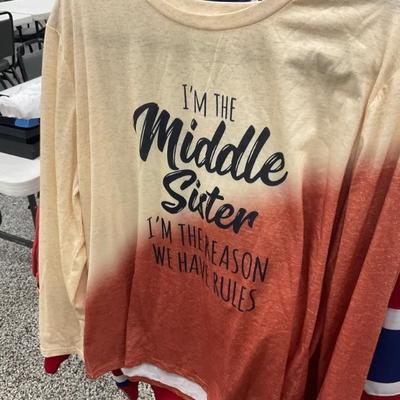 I'M THE
Middle
Sister
I'M THE REASON
WE HAVE RULES